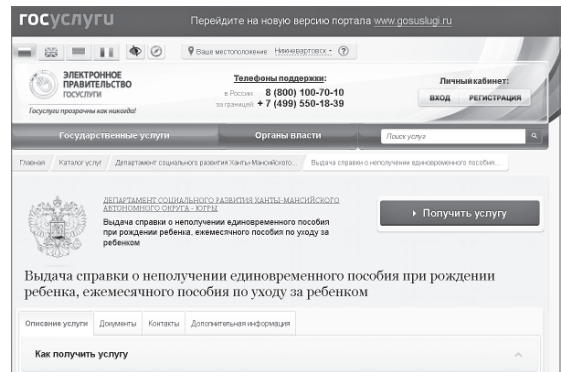 госуслуги
Перейдите на новую версию портала www.gosuslugi.ru
Ваше местоположение: Нижневартовск
ЭЛЕКТРОННОЕ
ПРАВИТЕЛЬСТВО
ГОСУСЛУГИ
Госуслуги прозрачны как никогда!
Телефоны поддержки:
в России: 8 (800) 100-70-10
за границей: + 7 (499) 550-18-39
Личный кабинет:
ВХОД РЕГИСТРАЦИЯ
Государственные услуги Органы власти Поиск услуг
Главная Каталог услуг Департамент социального развития Ханты-Мансийского... Выдача справки о неполучении единовременного пособия...
ДЕПАРТАМЕНТ СОЦИАЛЬНОГО РАЗВИТИЯ ХАНТЫ-МАНСИЙСКОГО
АВТОНОМНОГО ОКРУГА - ЮГРЫ
Выдача справки о неполучении единовременного пособия
при рождении ребенка, ежемесячного пособия по уходу за
ребенком
Получить услугу
Выдача справки о неполучении единовременного пособия при рождении
ребенка, ежемесячного пособия по уходу за ребенком
Описание услуги Документы Контакты Дополнительная информация
Как получить услугу